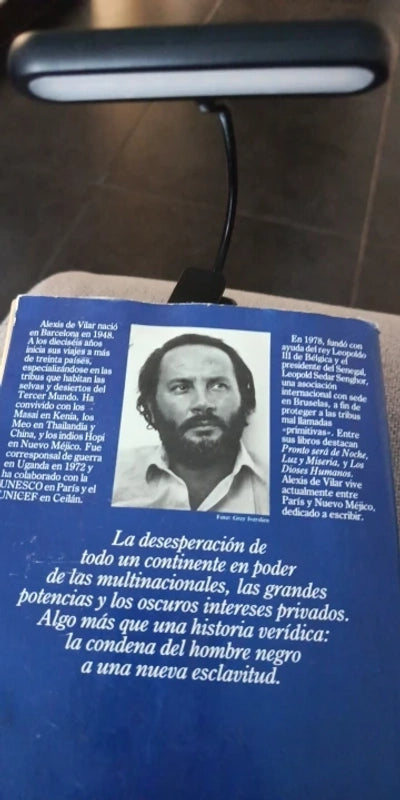 Alexis de Vilar nació
en Barcelona en 1948.
A los dieciséis años
inicia sus viajes a más
de treinta países,
especializándose en las
tribus que habitan las
selvas y desiertos del
Tercer Mundo. Ha
convivido con los
Masai en Kenia, los
Meo en Thailandia y
China, y los indios Hopi
en Nuevo Méjico. Fue
corresponsal de guerra
en Uganda en 1972 y
ha colaborado con la
UNESCO en París y el
UNICEF en Ceilán.
En 1978, fundó con
ayuda del rey Leopoldo
III de Bélgica y el
presidente del Senegal,
Leopold Sedar Senghor,
una asociación
internacional con sede
en Bruselas, a fin de
proteger a las tribus
mal llamadas
«primitivas». Entre
sus libros destacan
Pronto será de Noche,
Luz y Miseria, y Los
Dioses Humanos.
Alexis de Vilar vive
actualmente entre
París y Nuevo Méjico,
dedicado a escribir.
Foto: Gray
La desesperación de
todo un continente en poder
de las multinacionales, las grandes
potencias y los oscuros intereses privados.
Algo más que una historia verídica:
la condena del hombre negro
a una nueva esclavitud.